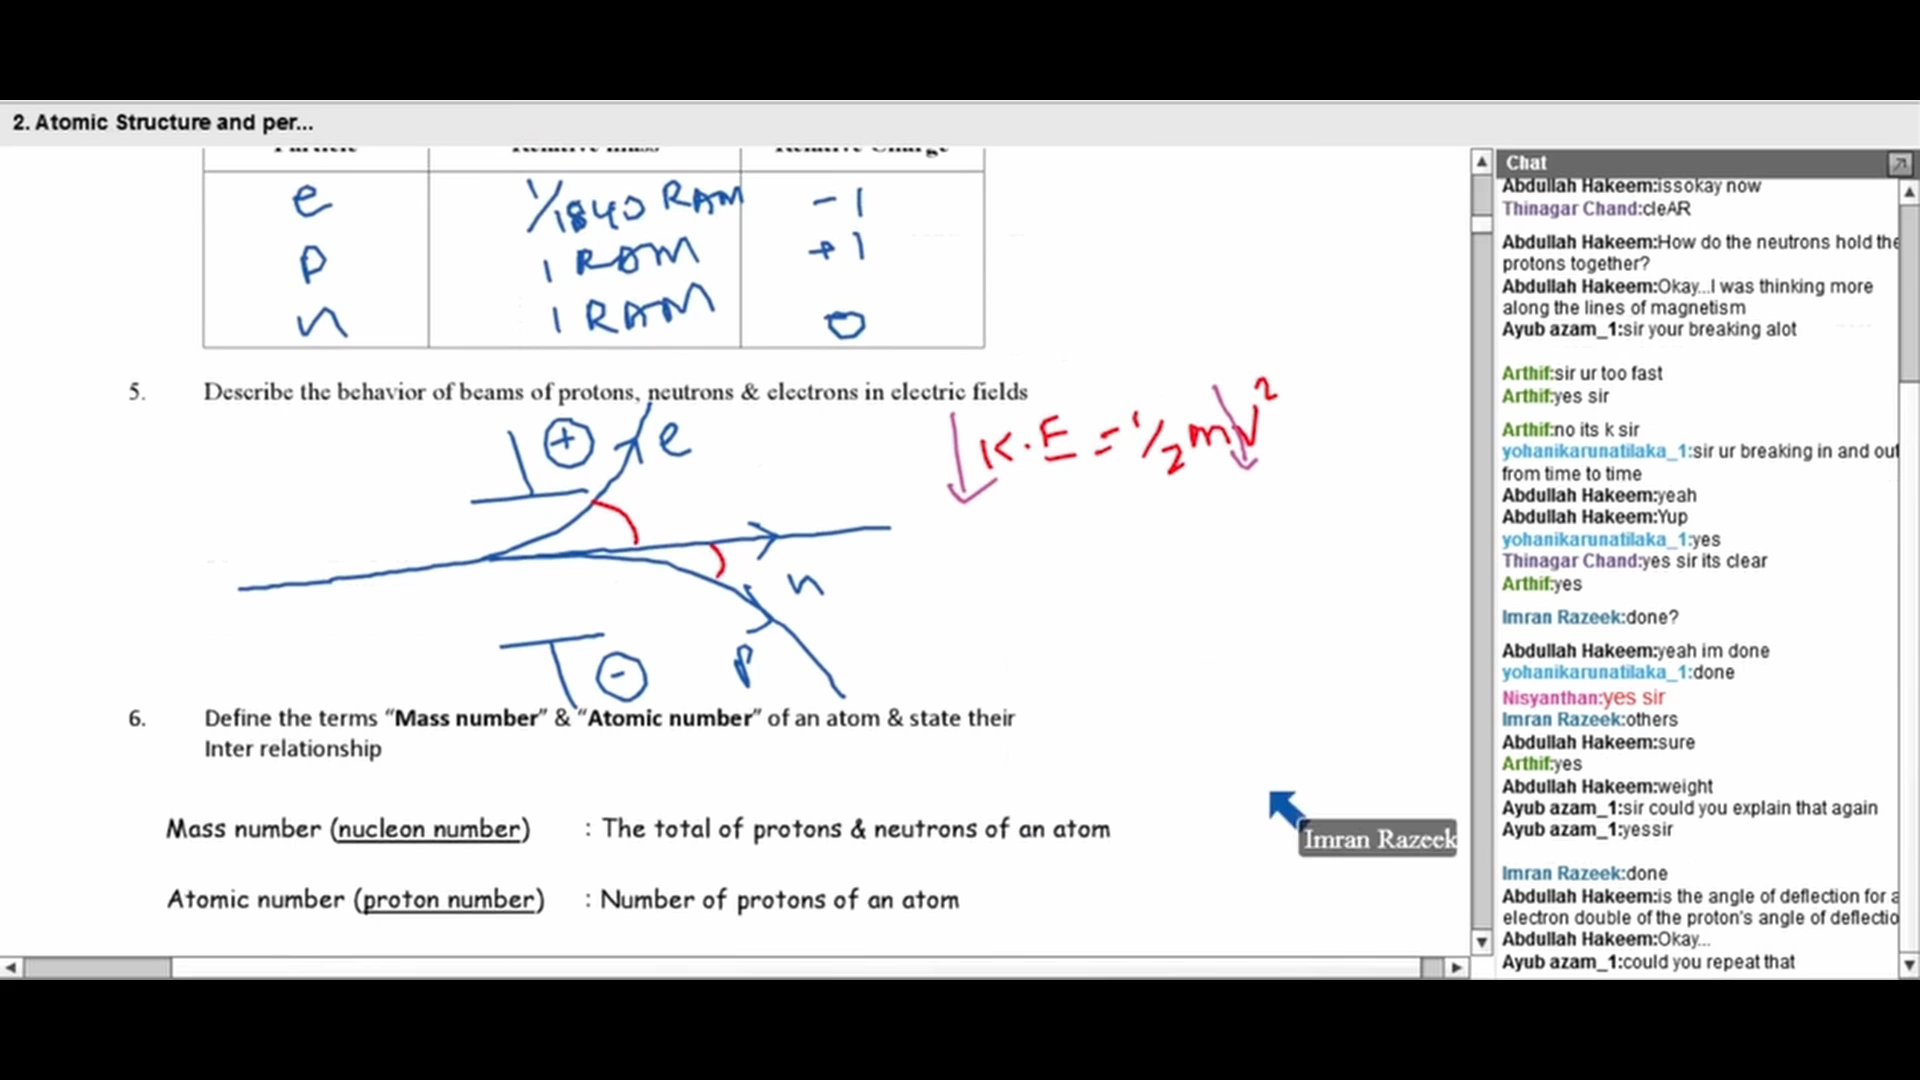 2. Atomic Structure and per...
Particle Relative mass Relative Charge
e 1/1840 RAM -1
p 1 RAM +1
n 1 RAM 0
5. Describe the behavior of beams of protons, neutrons & electrons in electric fields
+ e
K.E = 1/2 mv2
n
p
-
6. Define the terms “Mass number” & “Atomic number” of an atom & state their
Inter relationship
Mass number (nucleon number) : The total of protons & neutrons of an atom
Atomic number (proton number) : Number of protons of an atom
Imran Razeek
Chat
Abdullah Hakeem:issokay now
Thinagar Chand:cleAR
Abdullah Hakeem:How do the neutrons hold the
protons together?
Abdullah Hakeem:Okay...I was thinking more
along the lines of magnetism
Ayub azam_1:sir your breaking alot
Arthif:sir ur too fast
Arthif:yes sir
Arthif:no its k sir
yohanikarunatilaka_1:sir ur breaking in and out
from time to time
Abdullah Hakeem:yeah
Abdullah Hakeem:Yup
yohanikarunatilaka_1:yes
Thinagar Chand:yes sir its clear
Arthif:yes
Imran Razeek:done?
Abdullah Hakeem:yeah im done
yohanikarunatilaka_1:done
Nisyanthan:yes sir
Imran Razeek:others
Abdullah Hakeem:sure
Arthif:yes
Abdullah Hakeem:weight
Ayub azam_1:sir could you explain that again
Ayub azam_1:yessir
Imran Razeek:done
Abdullah Hakeem:is the angle of deflection for a
electron double of the proton's angle of deflectio
Abdullah Hakeem:Okay...
Ayub azam_1:could you repeat that